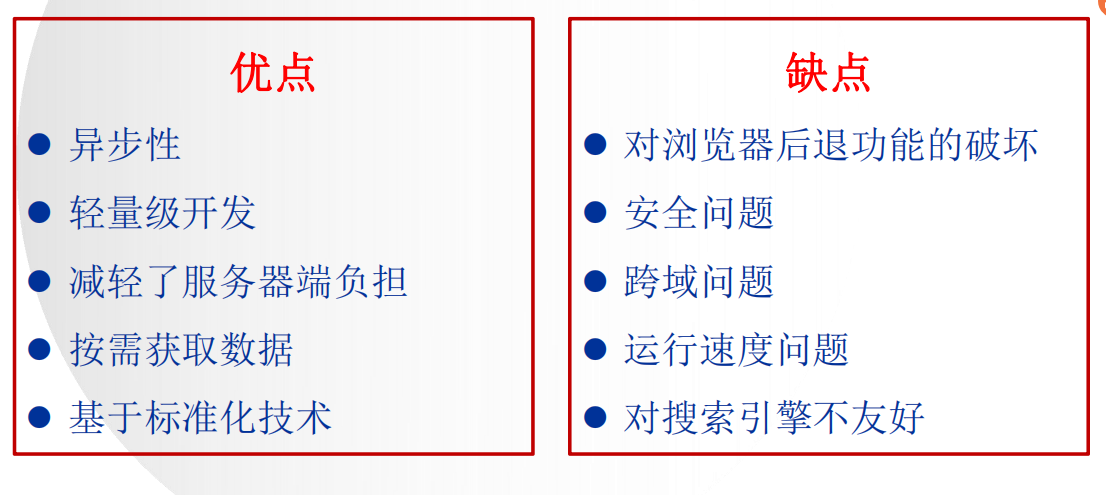 优点
异步性
轻量级开发
减轻了服务器端负担
按需获取数据
基于标准化技术
缺点
对浏览器后退功能的破坏
安全问题
跨域问题
运行速度问题
对搜索引擎不友好